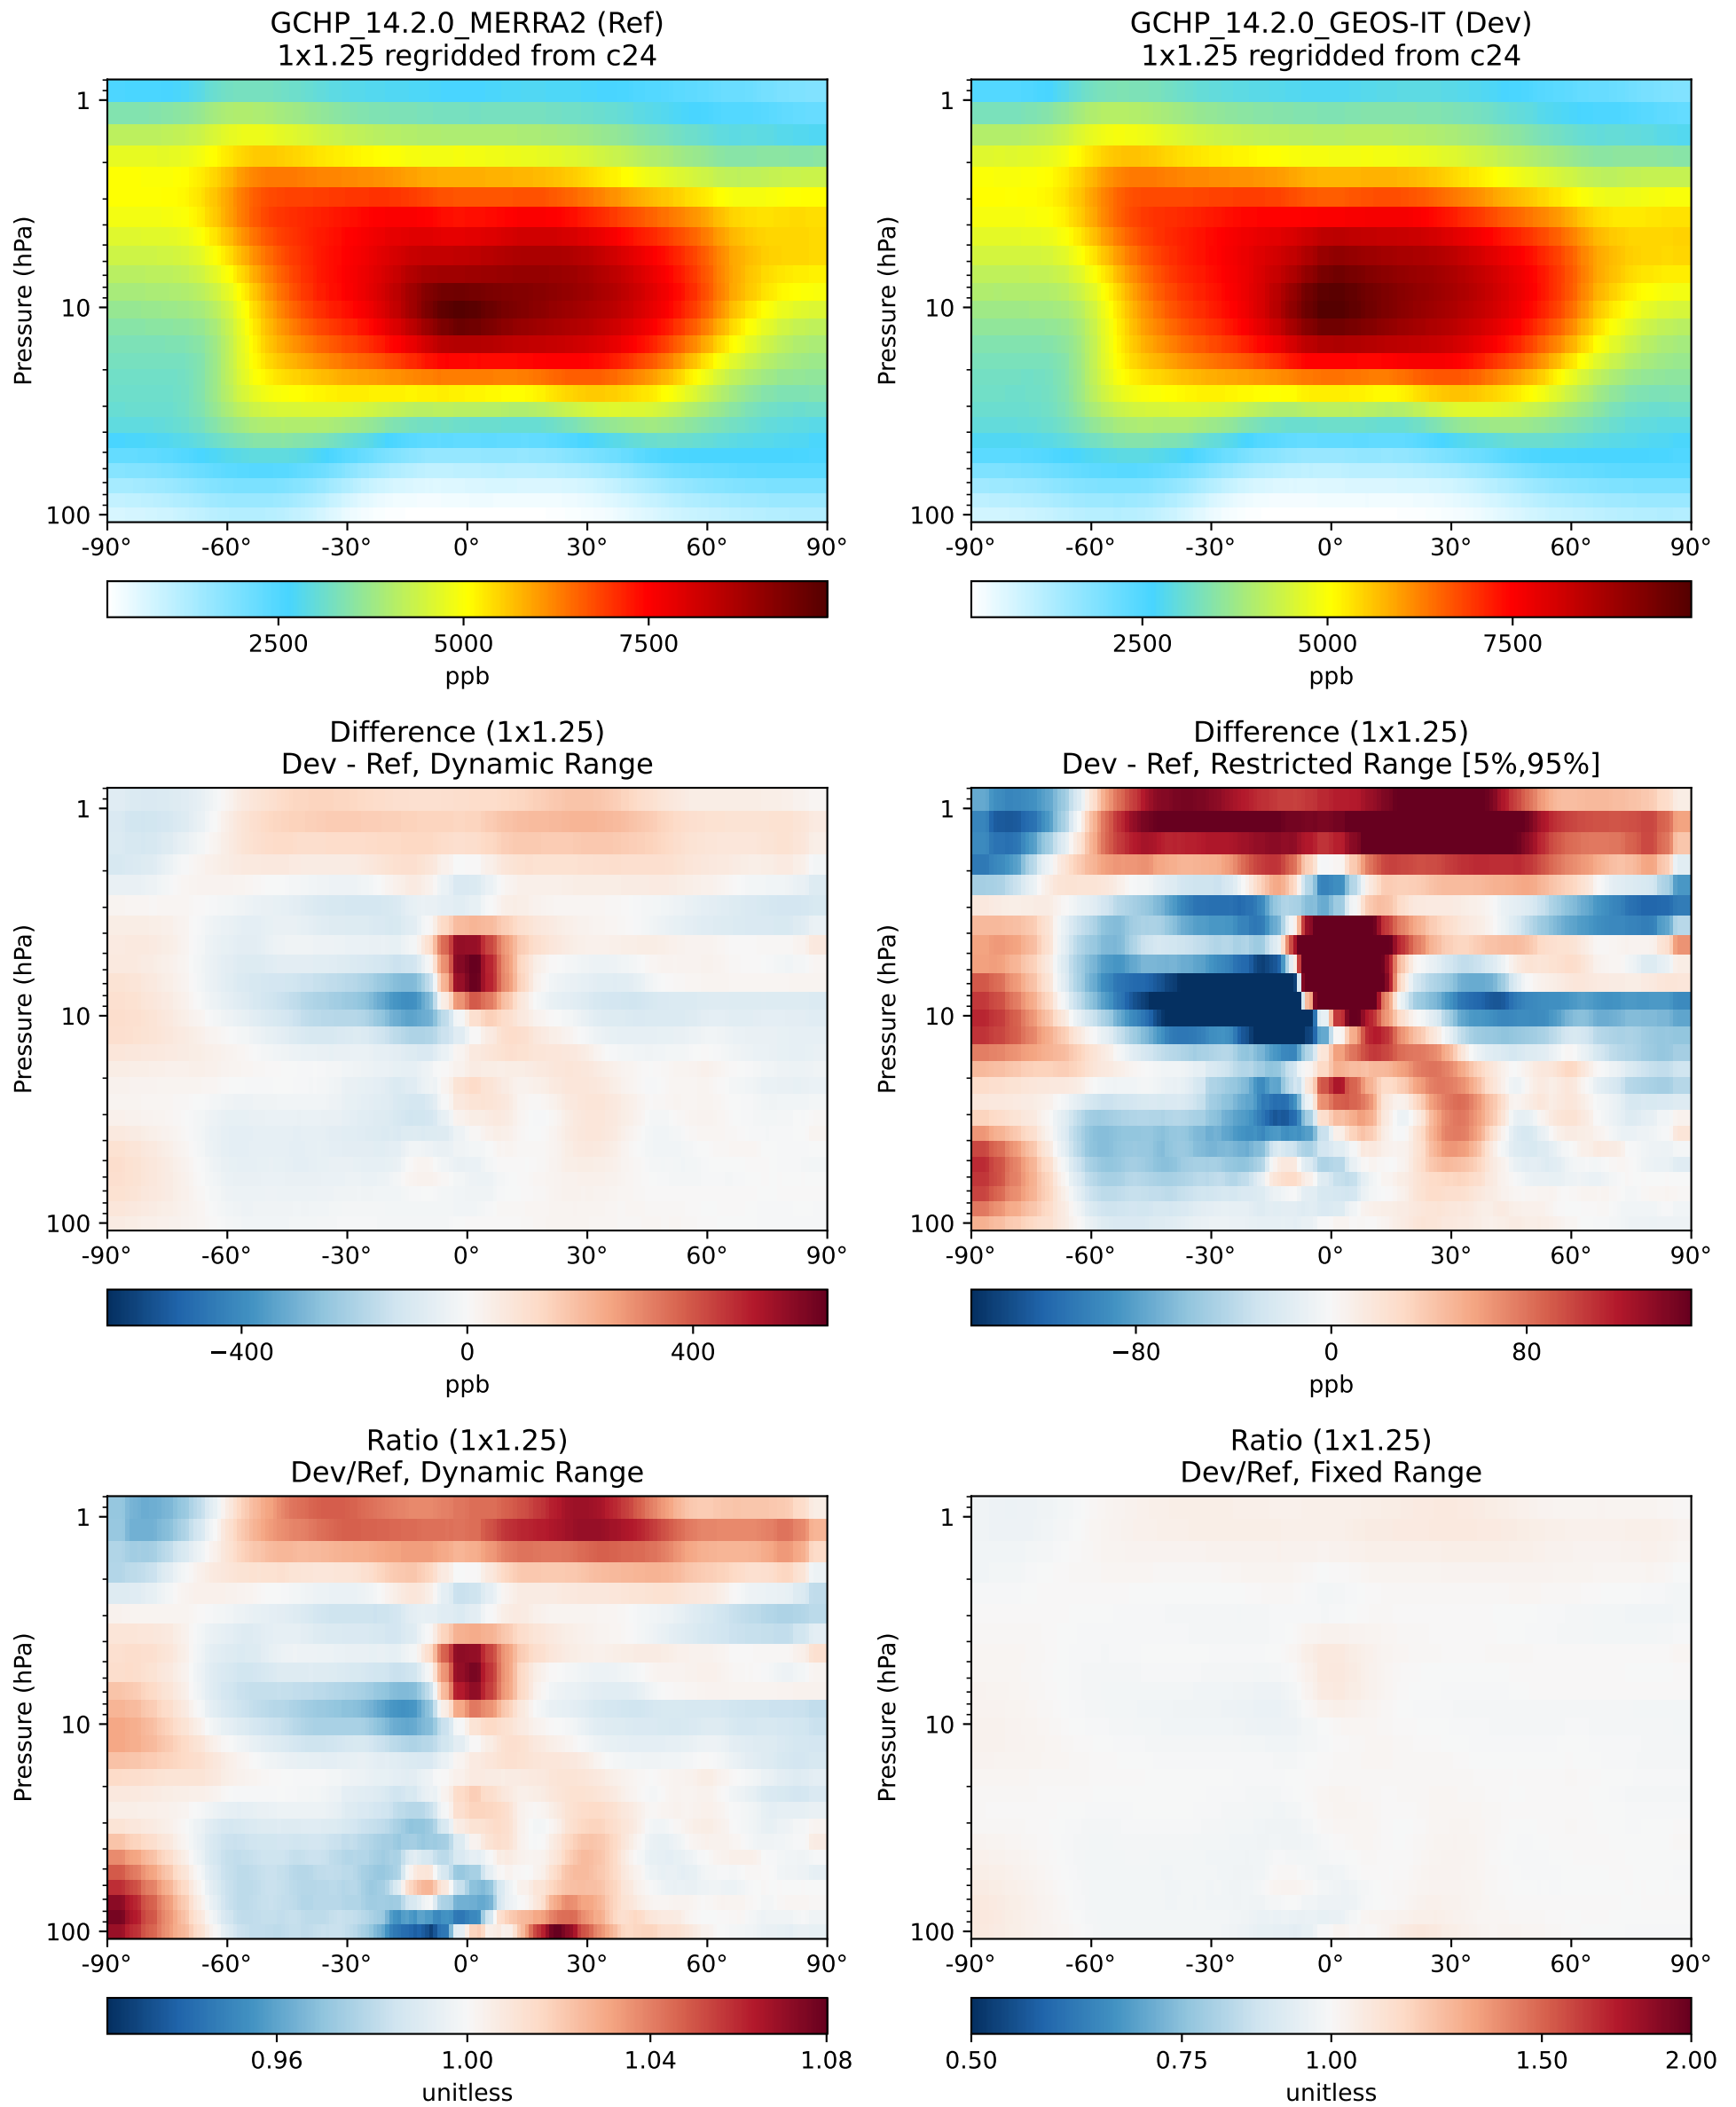 GCHP_14.2.0_MERRA2 (Ref)
1x1.25 regridded from c24
Pressure (hPa)
1
10
100
-90° -60° -30° 0° 30° 60° 90°
2500 5000 7500
ppb
GCHP_14.2.0_GEOS-IT (Dev)
1x1.25 regridded from c24
Pressure (hPa)
1
10
100
-90° -60° -30° 0° 30° 60° 90°
2500 5000 7500
ppb
Difference (1x1.25)
Dev - Ref, Dynamic Range
Pressure (hPa)
1
10
100
-90° -60° -30° 0° 30° 60° 90°
−400 0 400
ppb
Difference (1x1.25)
Dev - Ref, Restricted Range [5%,95%]
Pressure (hPa)
1
10
100
-90° -60° -30° 0° 30° 60° 90°
−80 0 80
ppb
Ratio (1x1.25)
Dev/Ref, Dynamic Range
Pressure (hPa)
1
10
100
-90° -60° -30° 0° 30° 60° 90°
0.96 1.00 1.04 1.08
unitless
Ratio (1x1.25)
Dev/Ref, Fixed Range
Pressure (hPa)
1
10
100
-90° -60° -30° 0° 30° 60° 90°
0.50 0.75 1.00 1.50 2.00
unitless